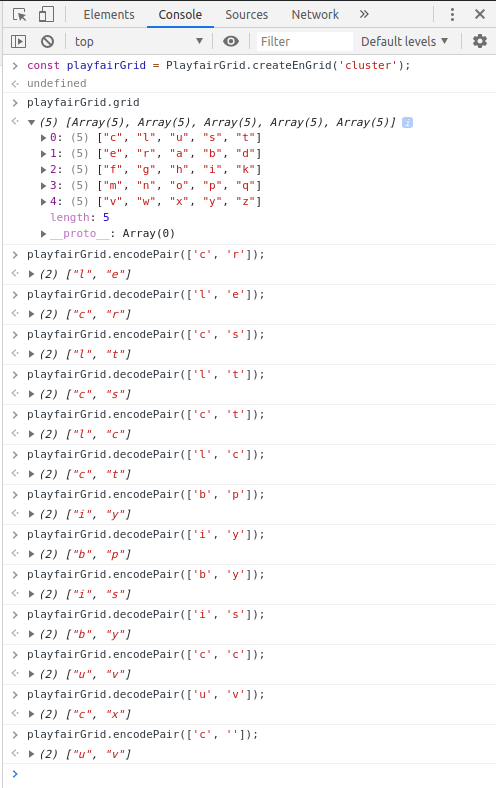 Elements Console Sources Network »
top ▼ Filter Default levels ▼
> const playfairGrid = PlayfairGrid.createEnGrid('cluster');
<· undefined
> playfairGrid.grid
<· ▼ (5) [Array(5), Array(5), Array(5), Array(5), Array(5)] i
▶ 0: (5) ["c", "l", "u", "s", "t"]
▶ 1: (5) ["e", "r", "a", "b", "d"]
▶ 2: (5) ["f", "g", "h", "i", "k"]
▶ 3: (5) ["m", "n", "o", "p", "q"]
▶ 4: (5) ["v", "w", "x", "y", "z"]
length: 5
▶ __proto__: Array(0)
> playfairGrid.encodePair(['c', 'r']);
<· ▶ (2) ["l", "e"]
> playfairGrid.decodePair(['l', 'e']);
<· ▶ (2) ["c", "r"]
> playfairGrid.encodePair(['c', 's']);
<· ▶ (2) ["l", "t"]
> playfairGrid.decodePair(['l', 't']);
<· ▶ (2) ["c", "s"]
> playfairGrid.encodePair(['c', 't']);
<· ▶ (2) ["l", "c"]
> playfairGrid.decodePair(['l', 'c']);
<· ▶ (2) ["c", "t"]
> playfairGrid.encodePair(['b', 'p']);
<· ▶ (2) ["i", "y"]
> playfairGrid.decodePair(['i', 'y']);
<· ▶ (2) ["b", "p"]
> playfairGrid.encodePair(['b', 'y']);
<· ▶ (2) ["i", "s"]
> playfairGrid.decodePair(['i', 's']);
<· ▶ (2) ["b", "y"]
> playfairGrid.encodePair(['c', 'c']);
<· ▶ (2) ["u", "v"]
> playfairGrid.decodePair(['u', 'v']);
<· ▶ (2) ["c", "x"]
> playfairGrid.encodePair(['c', '']);
<· ▶ (2) ["u", "v"]
>